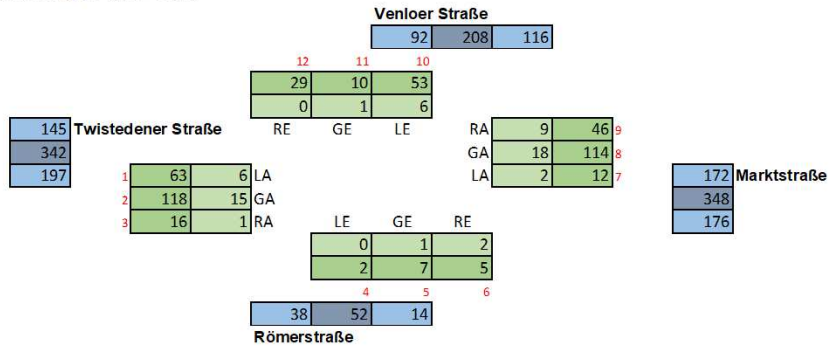 Venloer Straße
92 208 116
12 11 10
29 10 53
0 1 6
RE GE LE
145 Twistedener Straße
342
197
RA 9 46 9
GA 18 114 8
LA 2 12 7
1 63 6 LA
2 118 15 GA
3 16 1 RA
172 Marktstraße
348
176
LE GE RE
0 1 2
2 7 5
4 5 6
38 52 14
Römerstraße